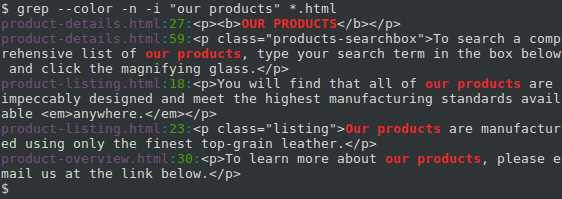 $ grep --color -n -i "our products" *.html
product-details.html:27:<p><b>OUR PRODUCTS</b></p>
product-details.html:59:<p class="products-searchbox">To search a comp
rehensive list of our products, type your search term in the box below
 and click the magnifying glass.</p>
product-listing.html:18:<p>You will find that all of our products are
impeccably designed and meet the highest manufacturing standards avail
able <em>anywhere.</em></p>
product-listing.html:23:<p class="listing">Our products are manufactur
ed using only the finest top-grain leather.</p>
product-overview.html:30:<p>To learn more about our products, please e
mail us at the link below.</p>
$